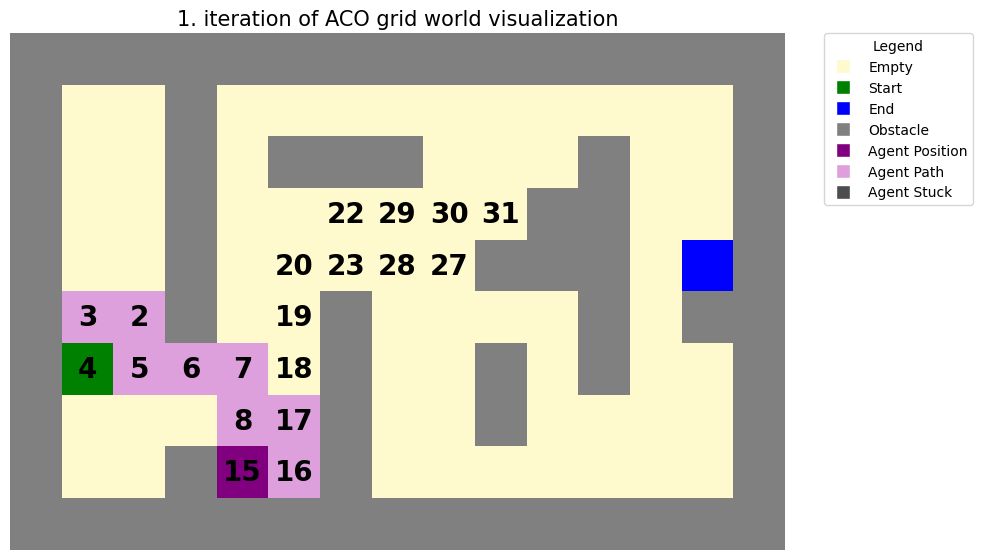 1. iteration of ACO grid world visualization
Legend
Empty
Start
End
Obstacle
Agent Position
Agent Path
Agent Stuck
22 29 30 31
20 23 28 27
3 2 19
4 5 6 7 18
8 17
15 16